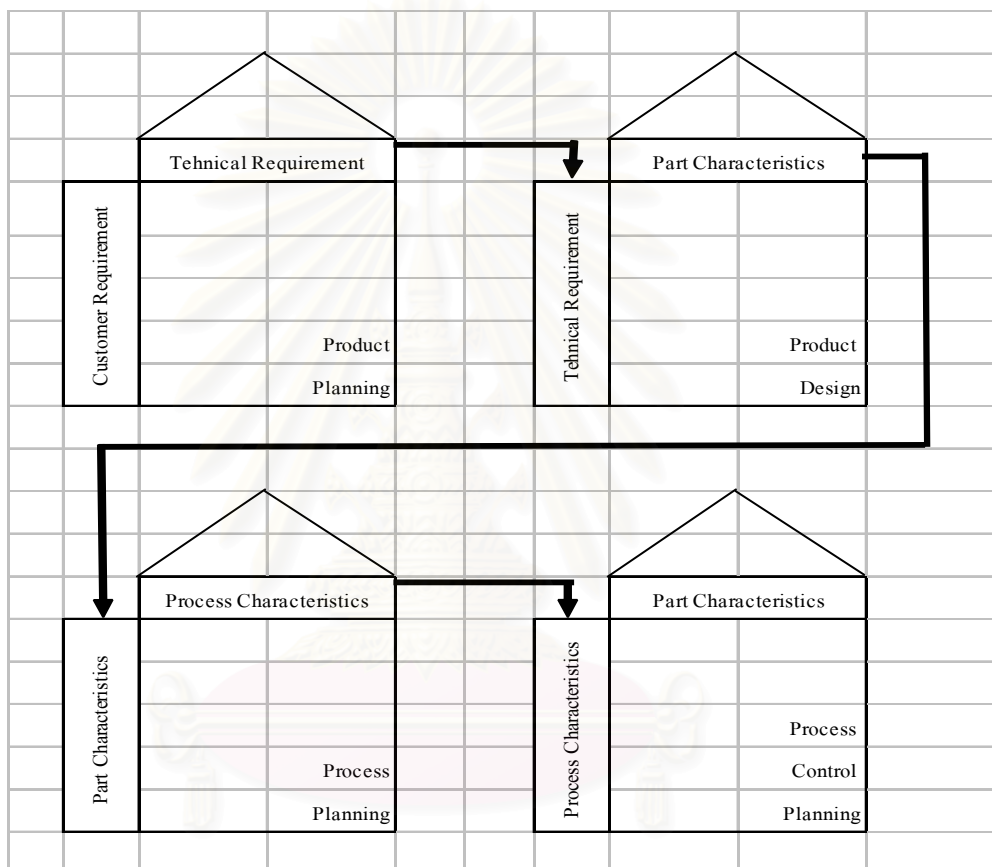 Tehnical Requirement
Customer Requirement
Product
Planning
Part Characteristics
Tehnical Requirement
Product
Design
Process Characteristics
Part Characteristics
Process
Planning
Part Characteristics
Process Characteristics
Process
Control
Planning